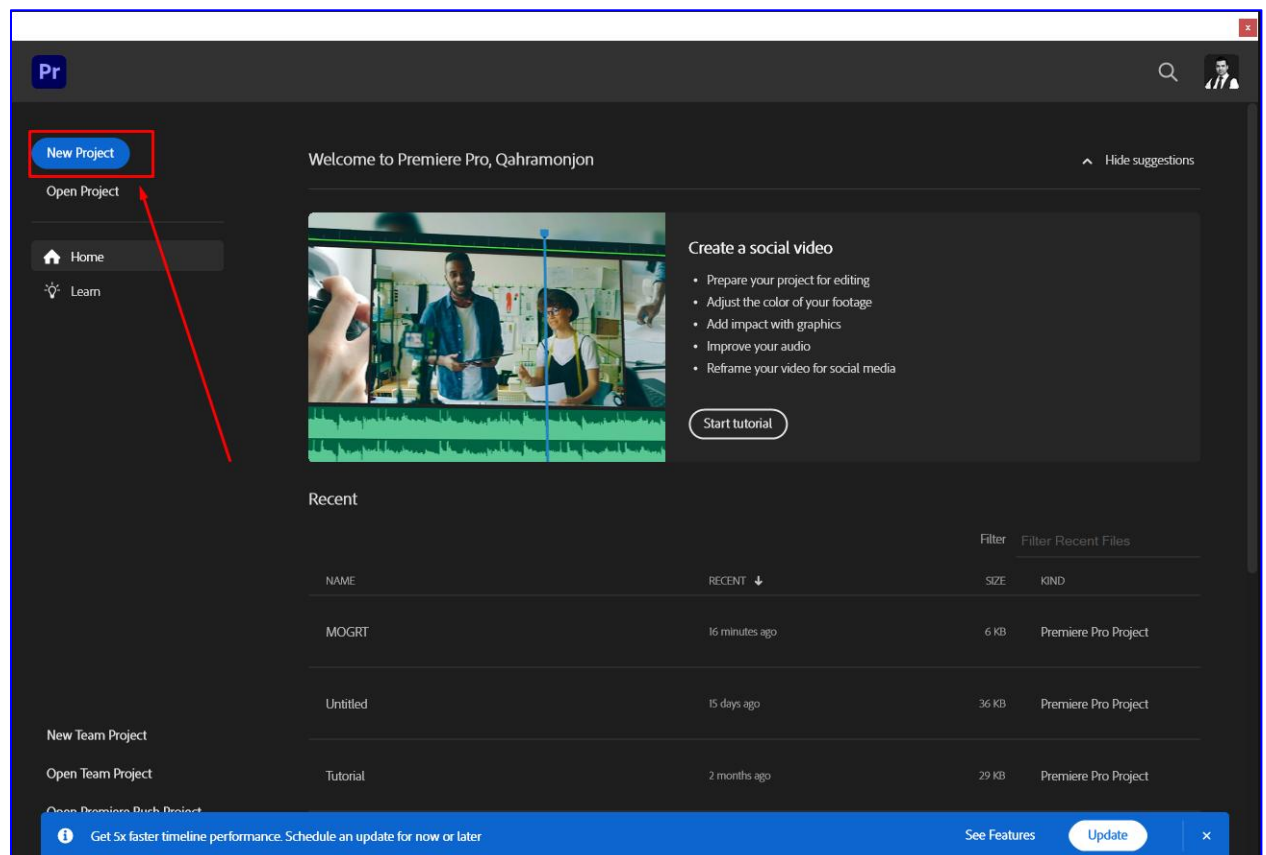 Pr
New Project
Open Project
Home
Learn
Welcome to Premiere Pro, Qahramonjon
Hide suggestions
Create a social video
• Prepare your project for editing
• Adjust the color of your footage
• Add impact with graphics
• Improve your audio
• Reframe your video for social media
Start tutorial
Recent
Filter Filter Recent Files
NAME RECENT SIZE KIND
MOGRT 16 minutes ago 6 KB Premiere Pro Project
Untitled 15 days ago 36 KB Premiere Pro Project
Tutorial 2 months ago 29 KB Premiere Pro Project
New Team Project
Open Team Project
Open Premiere Rush Project
Get 5x faster timeline performance. Schedule an update for now or later See Features Update